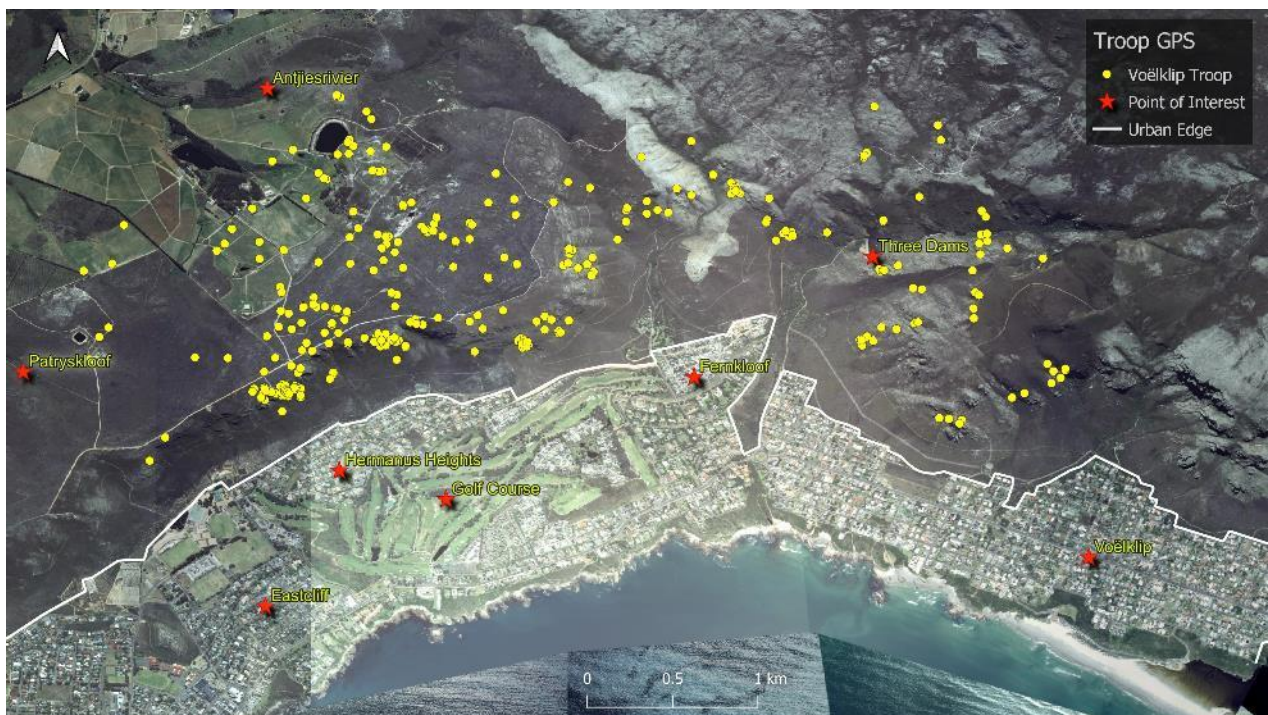 Troop GPS
Voëlklip Troop
Point of Interest
Urban Edge
Antjiesrivier
Three Dams
Patryskloof
Fernkloof
Hermanus Heights
Golf Course
Voëlklip
Eastcliff
0 0.5 1 km